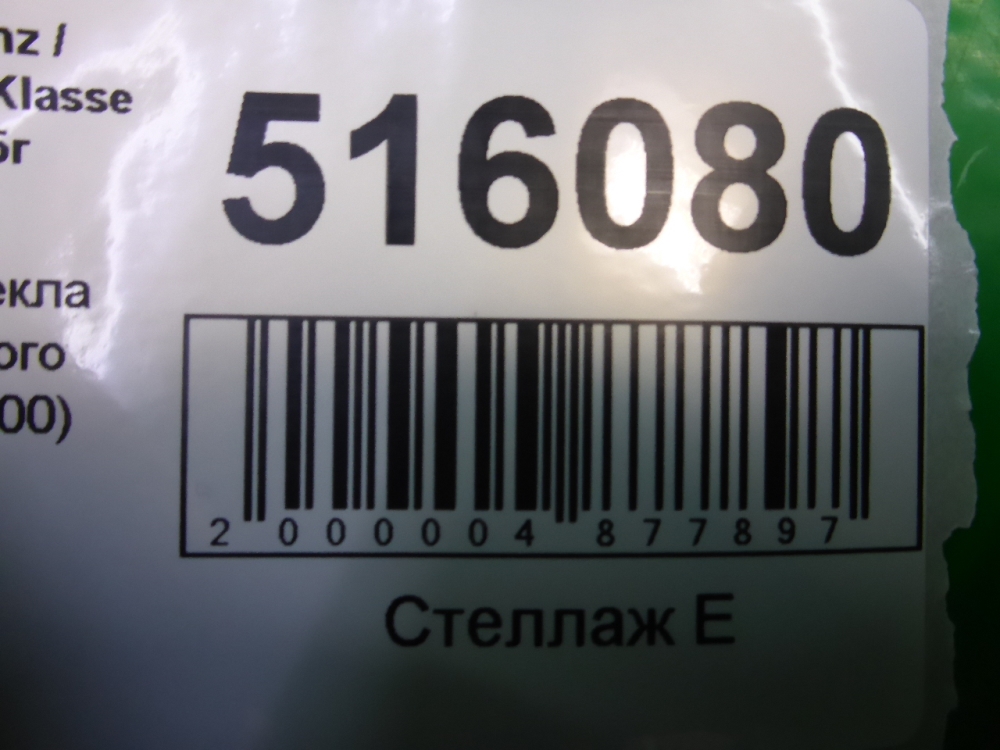 nz /
Klasse
516080
5г
екла
ого
00)
2 000004 877897
Стеллаж Е